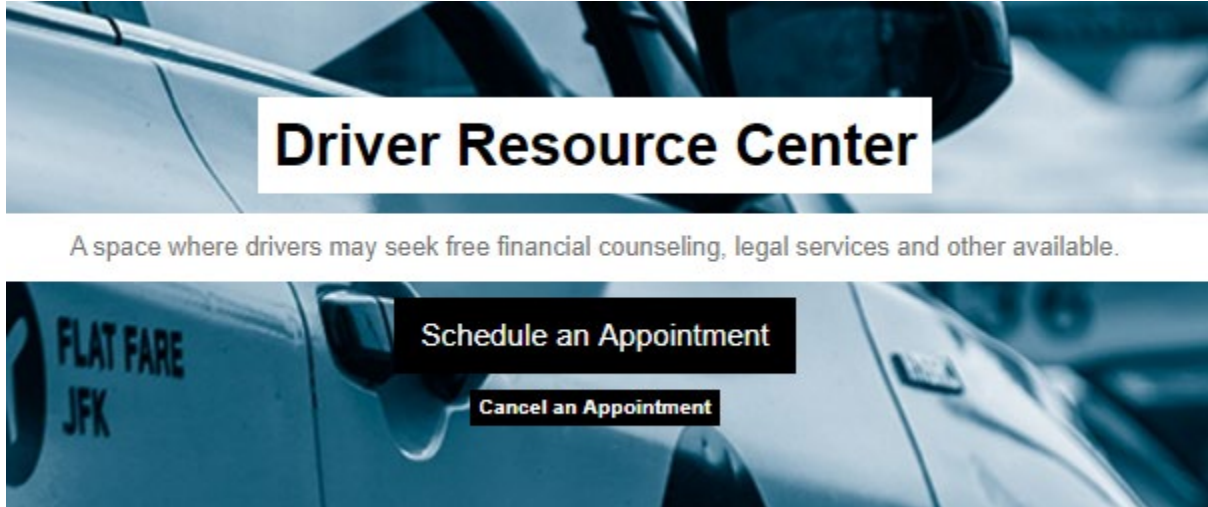 Driver Resource Center
A space where drivers may seek free financial counseling, legal services and other available.
Schedule an Appointment
FLAT FARE
JFK
Cancel an Appointment